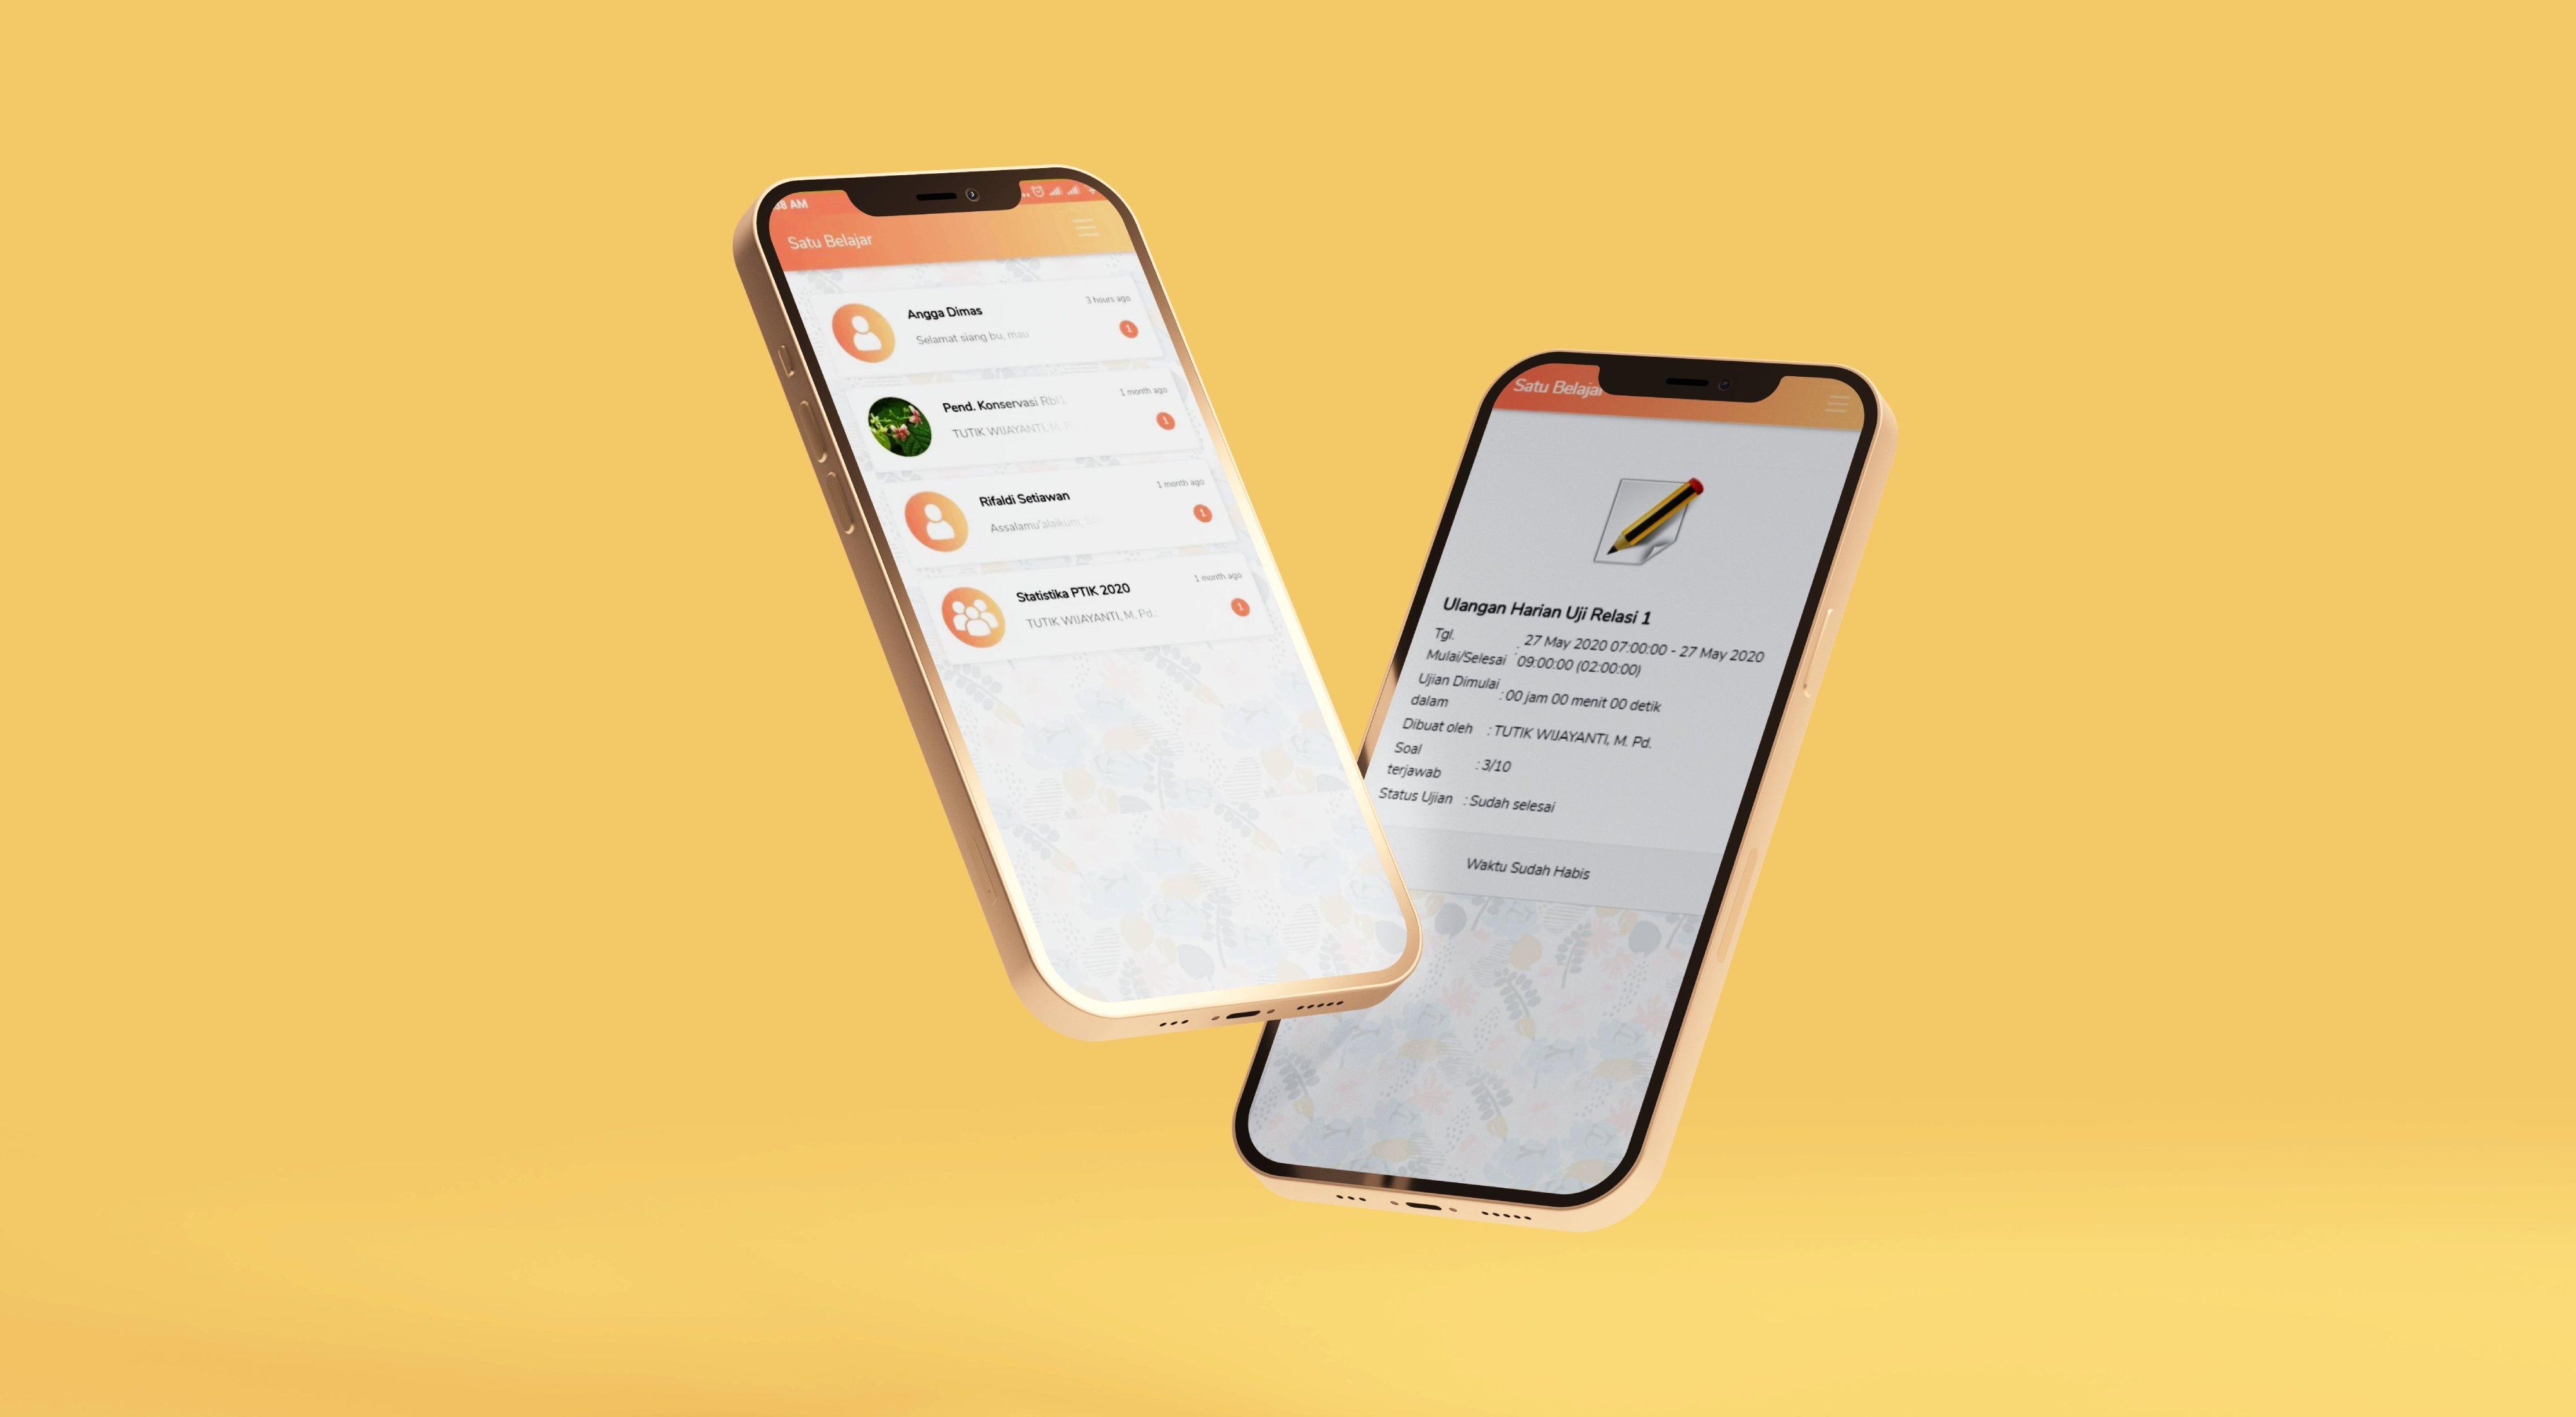 38 AM
Satu Belajar
Angga Dimas
3 hours ago
Selamat siang bu, mau
1
Pend. Konservasi Rbl1
1 month ago
TUTIK WIJAYANTI, M. P
1
Rifaldi Setiawan
1 month ago
Assalamu'alaikum,
1
Statistika PTIK 2020
1 month ago
TUTIK WIJAYANTI, M. Pd.:
1
Satu Belajar
Ulangan Harian Uji Relasi 1
Tgl. Mulai/Selesai : 27 May 2020 07:00:00 - 27 May 2020
09:00:00 (02:00:00)
Ujian Dimulai
dalam : 00 jam 00 menit 00 detik
Dibuat oleh : TUTIK WIJAYANTI, M. Pd.
Soal
terjawab : 3/10
Status Ujian : Sudah selesai
Waktu Sudah Habis